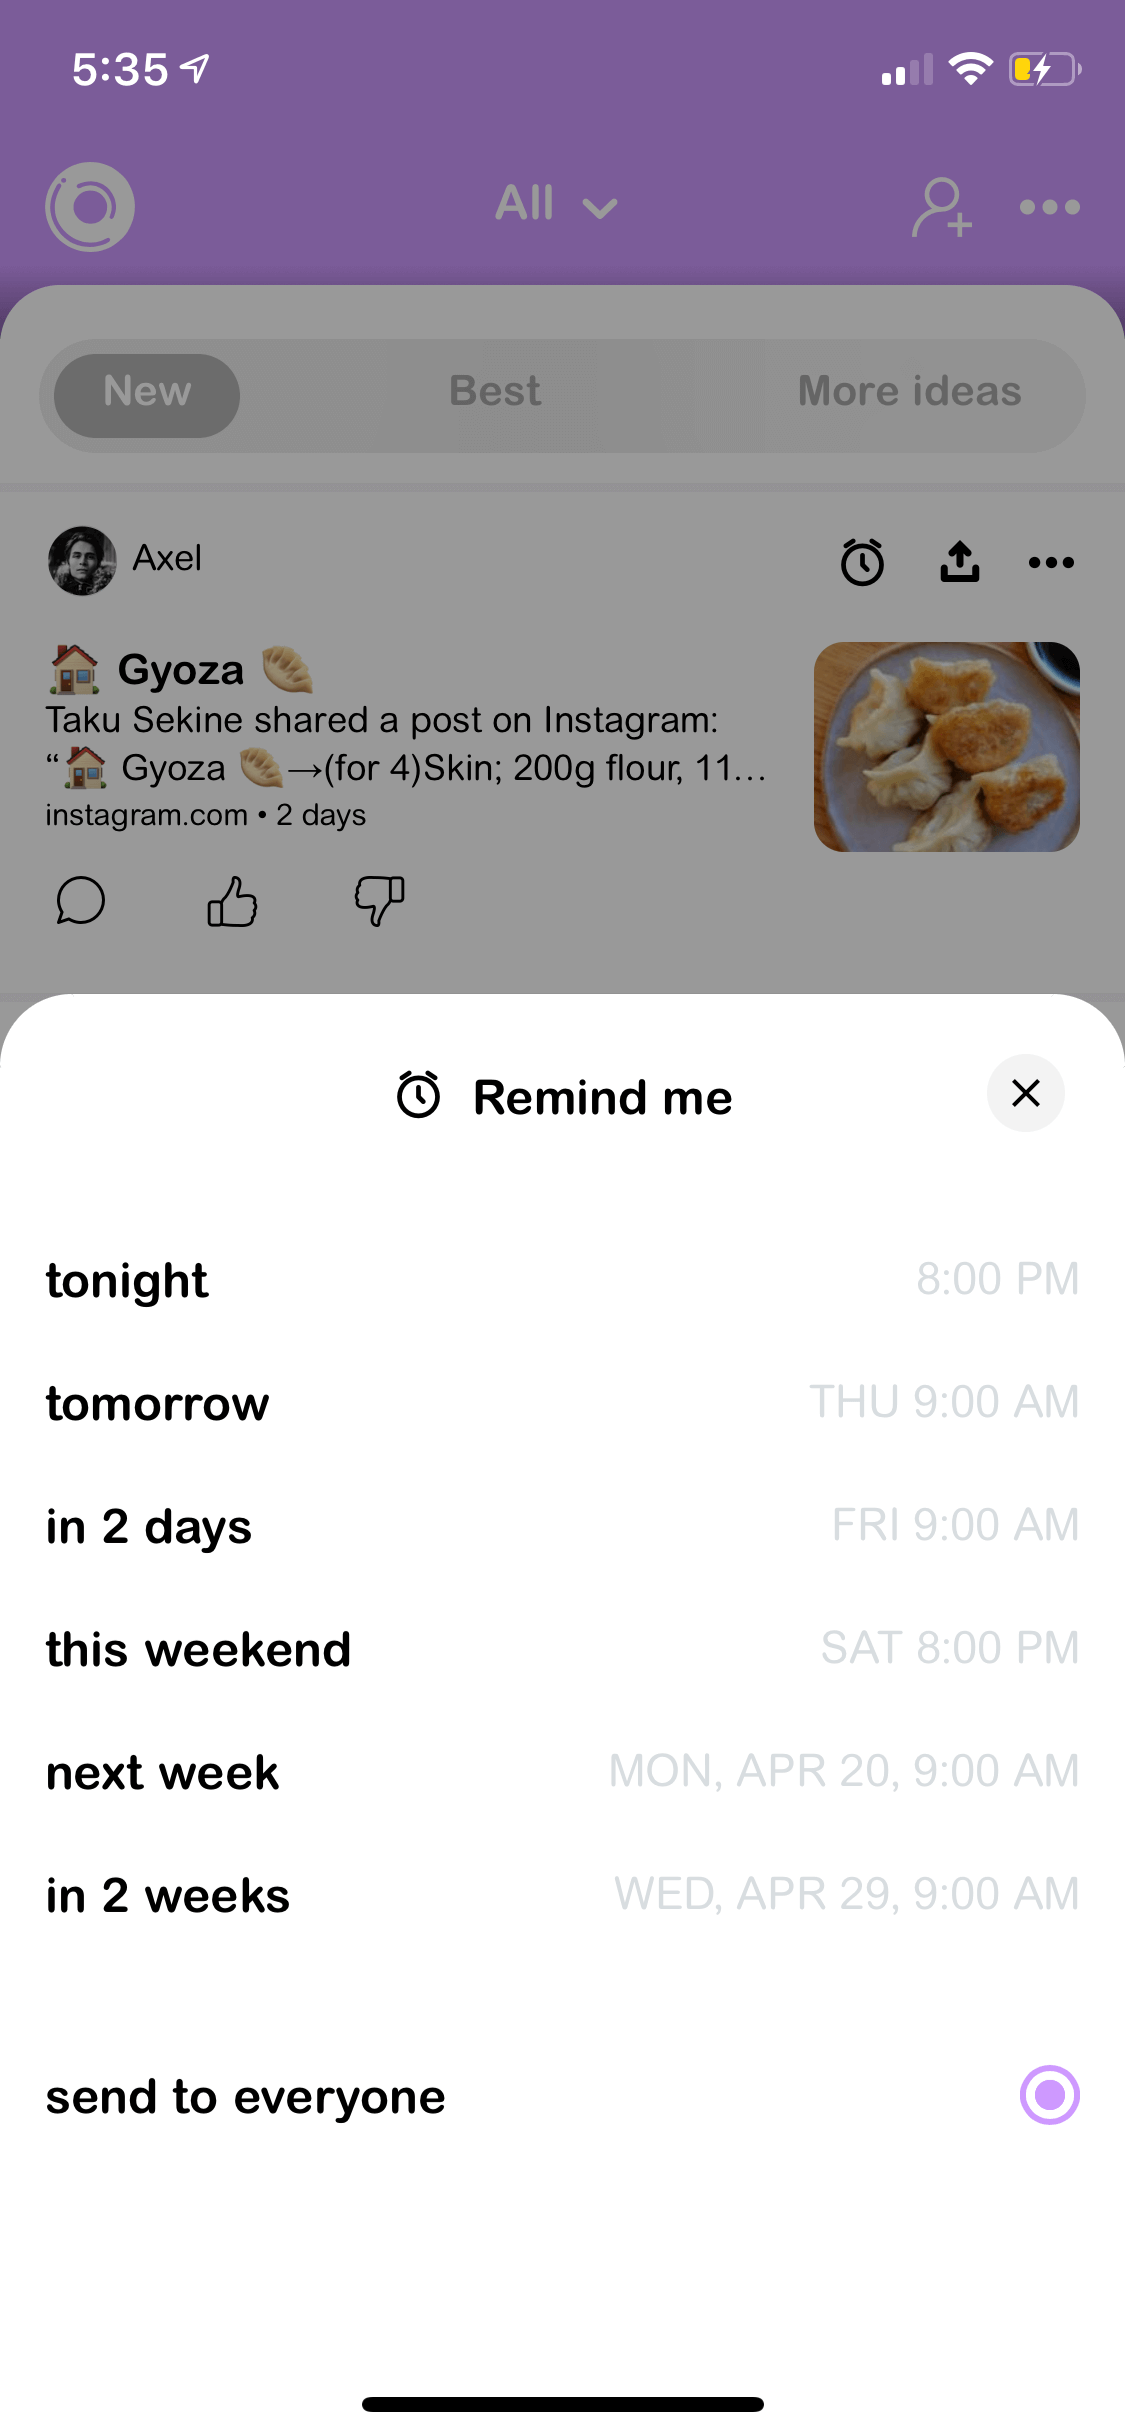 5:35
All
New Best More ideas
Axel
🏠 Gyoza 🥟
Taku Sekine shared a post on Instagram:
“🏠 Gyoza 🥟→(for 4)Skin; 200g flour, 11...
instagram.com • 2 days
Remind me
tonight 8:00 PM
tomorrow THU 9:00 AM
in 2 days FRI 9:00 AM
this weekend SAT 8:00 PM
next week MON, APR 20, 9:00 AM
in 2 weeks WED, APR 29, 9:00 AM
send to everyone